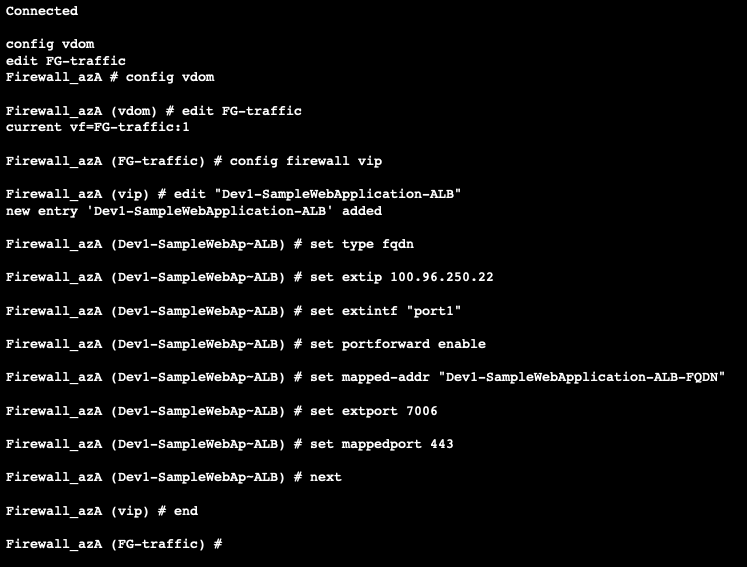 Connected
config vdom
edit FG-traffic
Firewall_azA # config vdom
Firewall_azA (vdom) # edit FG-traffic
current vf=FG-traffic:1
Firewall_azA (FG-traffic) # config firewall vip
Firewall_azA (vip) # edit "Dev1-SampleWebApplication-ALB"
new entry 'Dev1-SampleWebApplication-ALB' added
Firewall_azA (Dev1-SampleWebAp~ALB) # set type fqdn
Firewall_azA (Dev1-SampleWebAp~ALB) # set extip 100.96.250.22
Firewall_azA (Dev1-SampleWebAp~ALB) # set extintf "port1"
Firewall_azA (Dev1-SampleWebAp~ALB) # set portforward enable
Firewall_azA (Dev1-SampleWebAp~ALB) # set mapped-addr "Dev1-SampleWebApplication-ALB-FQDN"
Firewall_azA (Dev1-SampleWebAp~ALB) # set extport 7006
Firewall_azA (Dev1-SampleWebAp~ALB) # set mappedport 443
Firewall_azA (Dev1-SampleWebAp~ALB) # next
Firewall_azA (vip) # end
Firewall_azA (FG-traffic) #